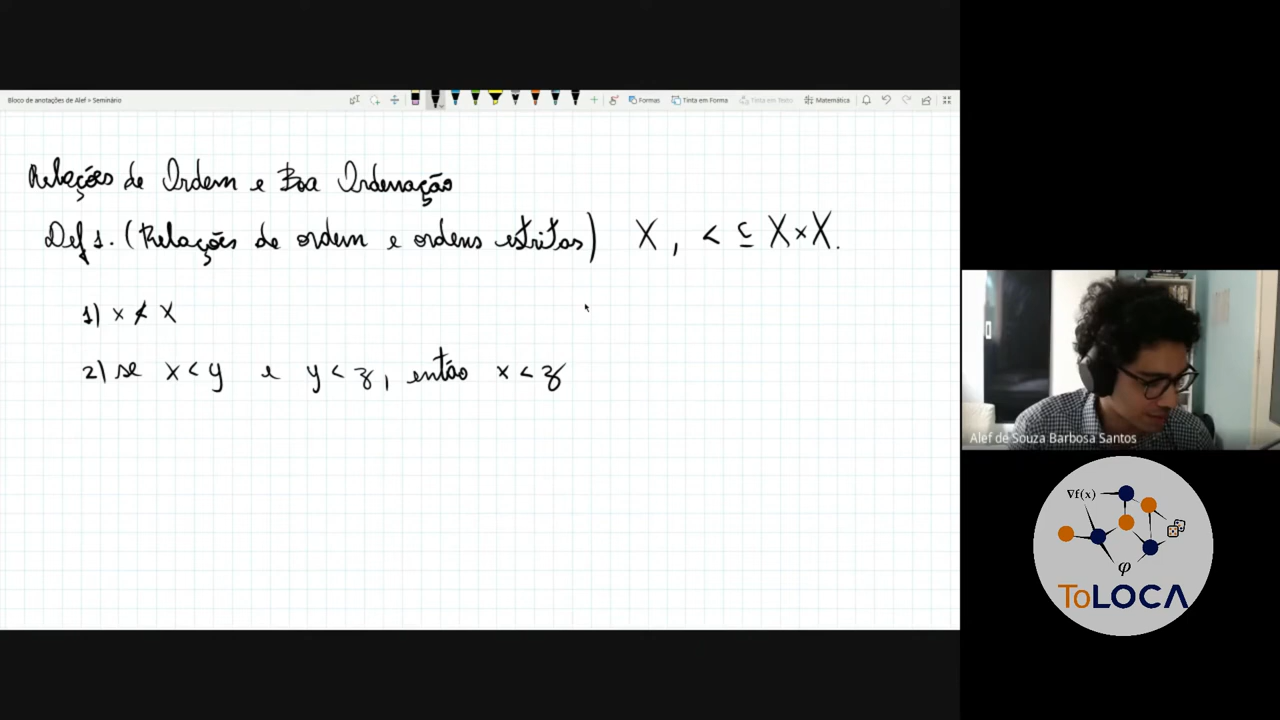 Bloco de anotações de Alef » Seminário
Formas Tinta em Forma Tinta em Texto Matemática
Relações de Ordem e Boa Ordenação
Def 1. (Relações de ordem e ordens estritas) X, < ⊆ X×X.
1) x ≮ x
2) se x < y e y < z, então x < z
Alef de Souza Barbosa Santos
∇f(x)
φ
ToLOCA